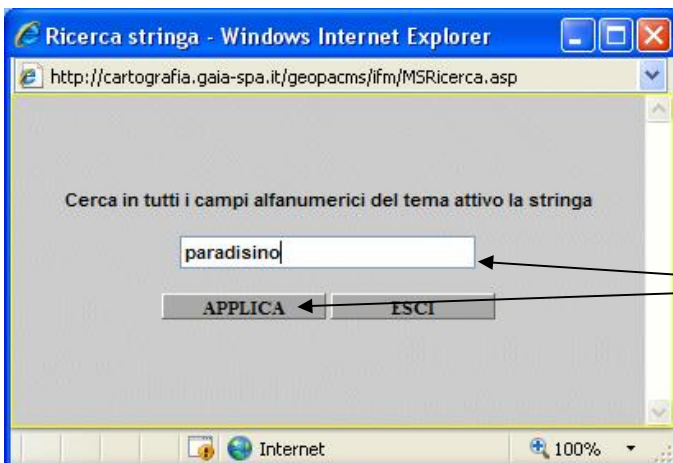 Ricerca stringa - Windows Internet Explorer
http://cartografia.gaia-spa.it/geopacms/ifm/MSRicerca.asp
Cerca in tutti i campi alfanumerici del tema attivo la stringa
paradisino
APPLICA ESCI
Internet 100%